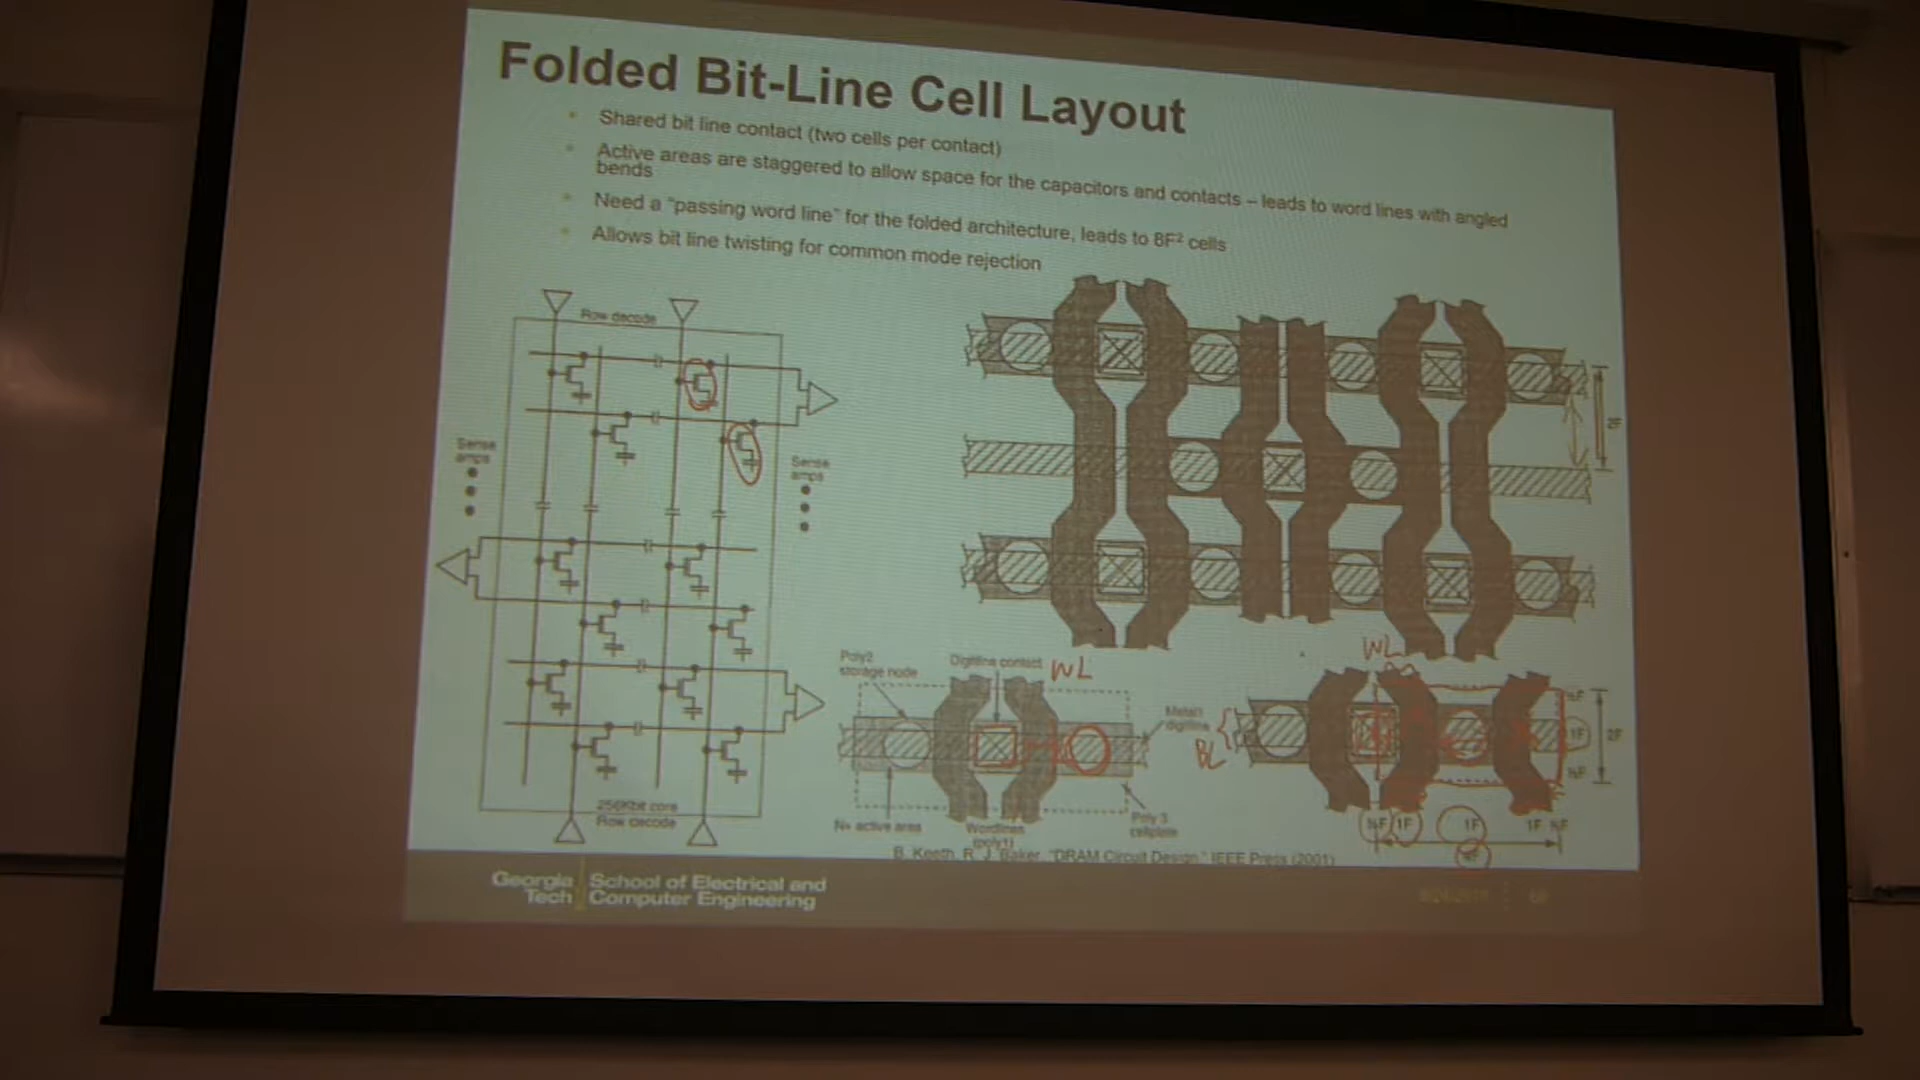 Folded Bit-Line Cell Layout
Shared bit line contact (two cells per contact)
Active areas are staggered to allow space for the capacitors and contacts – leads to word lines with angled
bends
Need a "passing word line" for the folded architecture, leads to 8F² cells
Allows bit line twisting for common mode rejection
Row decode
Sense
amps
Sense
amps
256Kbit core
Row decode
2F
Poly2
storage node
Digitline contact
WL
Metal1
digitline
N+ active area
Wordlines
(poly1)
Poly 3
cellplate
WL
BL
1F
2F
1F
1F
1F
B. Keeth, R. J. Baker, "DRAM Circuit Design," IEEE Press (2001)
Georgia
Tech
School of Electrical and
Computer Engineering